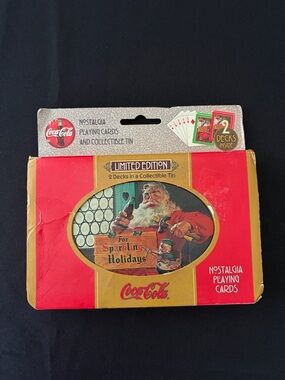 Coca-Cola
NOSTALGIA
PLAYING CARDS
AND COLLECTIBLE TIN
2
DECKS
LIMITED EDITION
2 Decks in a Collectible Tin
For
Sparkling
Holidays
Coca-Cola
NOSTALGIA
PLAYING
CARDS